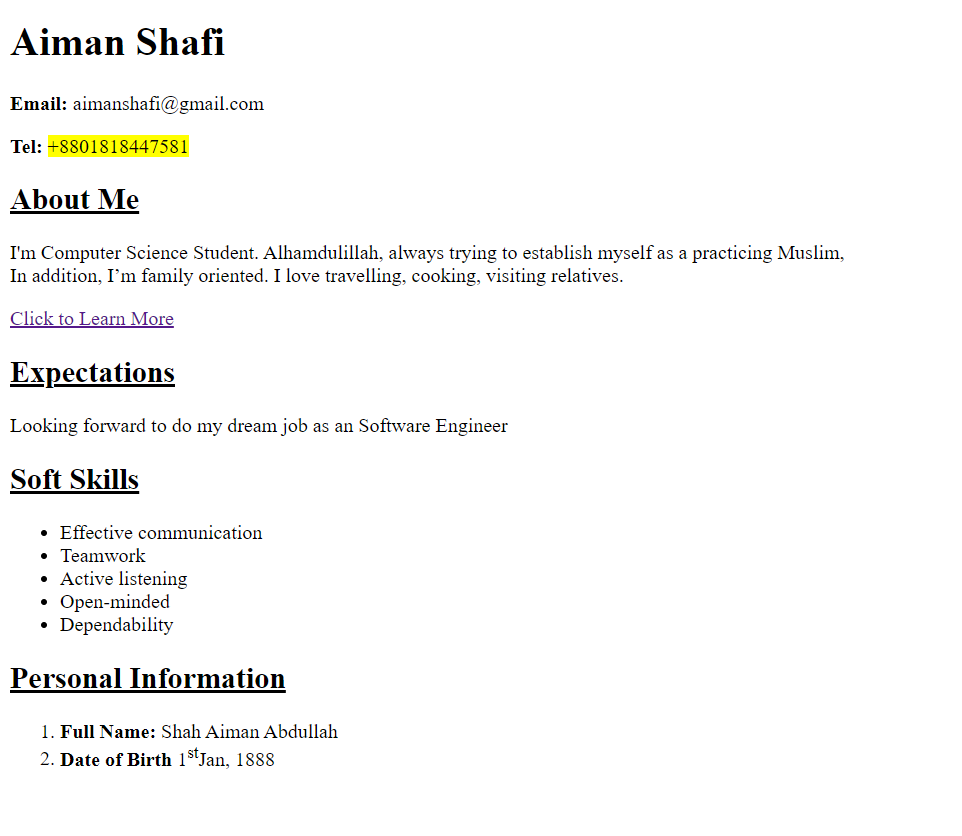 Aiman Shafi
Email: aimanshafi@gmail.com
Tel: +8801818447581
About Me
I'm Computer Science Student. Alhamdulillah, always trying to establish myself as a practicing Muslim,
In addition, I’m family oriented. I love travelling, cooking, visiting relatives.
Click to Learn More
Expectations
Looking forward to do my dream job as an Software Engineer
Soft Skills
• Effective communication
• Teamwork
• Active listening
• Open-minded
• Dependability
Personal Information
1. Full Name: Shah Aiman Abdullah
2. Date of Birth 1stJan, 1888